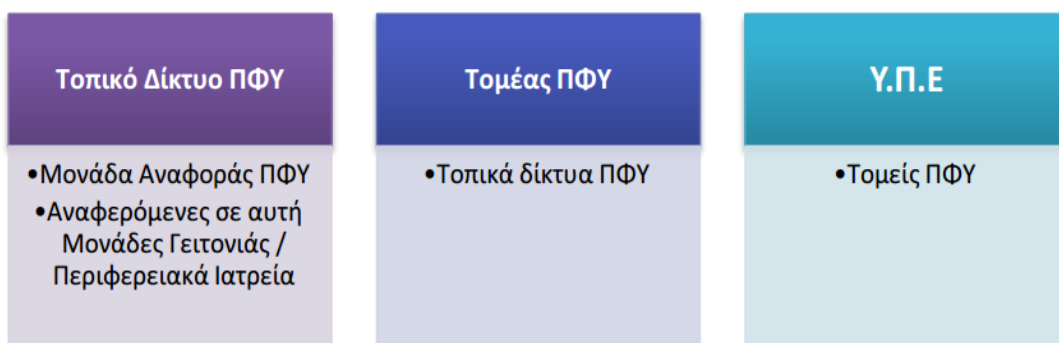 Τοπικό Δίκτυο ΠΦΥ
•Μονάδα Αναφοράς ΠΦΥ
•Αναφερόμενες σε αυτή
Μονάδες Γειτονιάς /
Περιφερειακά Ιατρεία
Τομέας ΠΦΥ
•Τοπικά δίκτυα ΠΦΥ
Υ.Π.Ε
•Τομείς ΠΦΥ